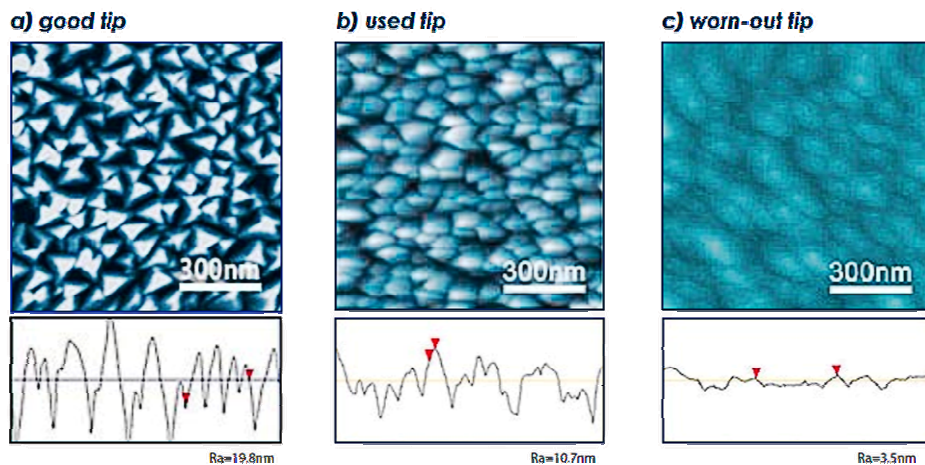 a) good tip
b) used tip
c) worn-out tip
300nm
300nm
300nm
Ra=19.8nm
Ra=10.7nm
Ra=3.5nm